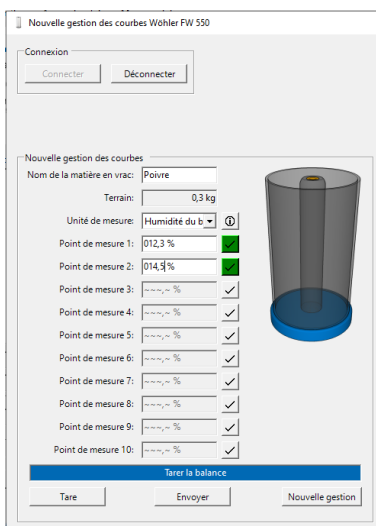 Nouvelle gestion des courbes Wöhler FW 550
Connexion
Connecter Déconnecter
Nouvelle gestion des courbes
Nom de la matière en vrac: Poivre
Terrain: 0,3 kg
Unité de mesure: Humidité du b
Point de mesure 1: 012,3 %
Point de mesure 2: 014,5 %
Point de mesure 3: ~~~,~ %
Point de mesure 4: ~~~,~ %
Point de mesure 5: ~~~,~ %
Point de mesure 6: ~~~,~ %
Point de mesure 7: ~~~,~ %
Point de mesure 8: ~~~,~ %
Point de mesure 9: ~~~,~ %
Point de mesure 10: ~~~,~ %
Tarer la balance
Tare Envoyer Nouvelle gestion